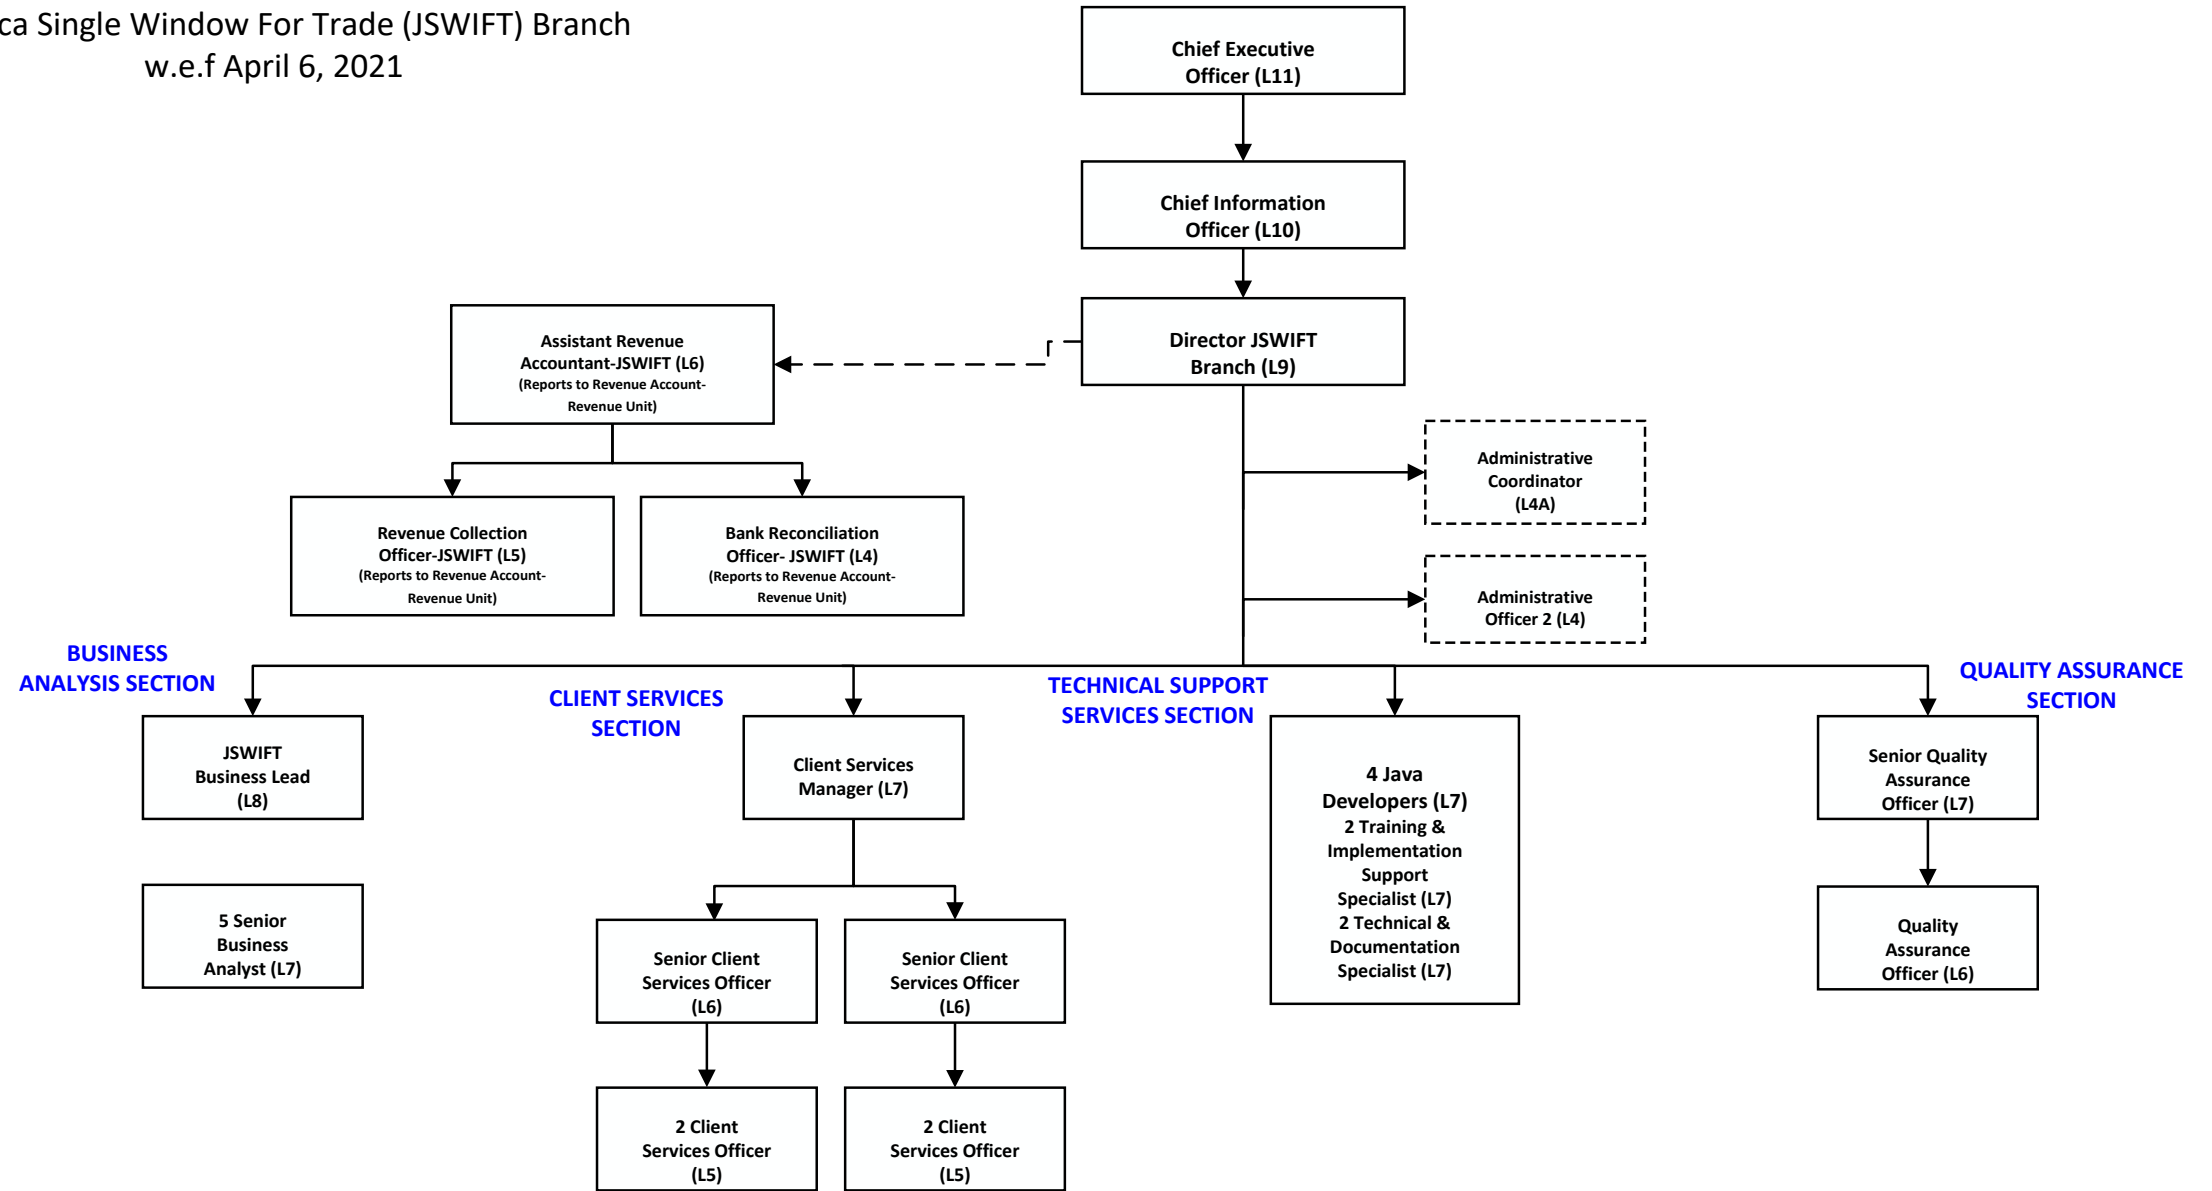 ca Single Window For Trade (JSWIFT) Branch
w.e.f April 6, 2021
Chief Executive
Officer (L11)
Chief Information
Officer (L10)
Director JSWIFT
Branch (L9)
Assistant Revenue
Accountant-JSWIFT (L6)
(Reports to Revenue Account-
Revenue Unit)
Revenue Collection
Officer-JSWIFT (L5)
(Reports to Revenue Account-
Revenue Unit)
Bank Reconciliation
Officer- JSWIFT (L4)
(Reports to Revenue Account-
Revenue Unit)
Administrative
Coordinator
(L4A)
Administrative
Officer 2 (L4)
BUSINESS
ANALYSIS SECTION
JSWIFT
Business Lead
(L8)
5 Senior
Business
Analyst (L7)
CLIENT SERVICES
SECTION
Client Services
Manager (L7)
Senior Client
Services Officer
(L6)
Senior Client
Services Officer
(L6)
2 Client
Services Officer
(L5)
2 Client
Services Officer
(L5)
TECHNICAL SUPPORT
SERVICES SECTION
4 Java
Developers (L7)
2 Training &
Implementation
Support
Specialist (L7)
2 Technical &
Documentation
Specialist (L7)
QUALITY ASSURANCE
SECTION
Senior Quality
Assurance
Officer (L7)
Quality
Assurance
Officer (L6)